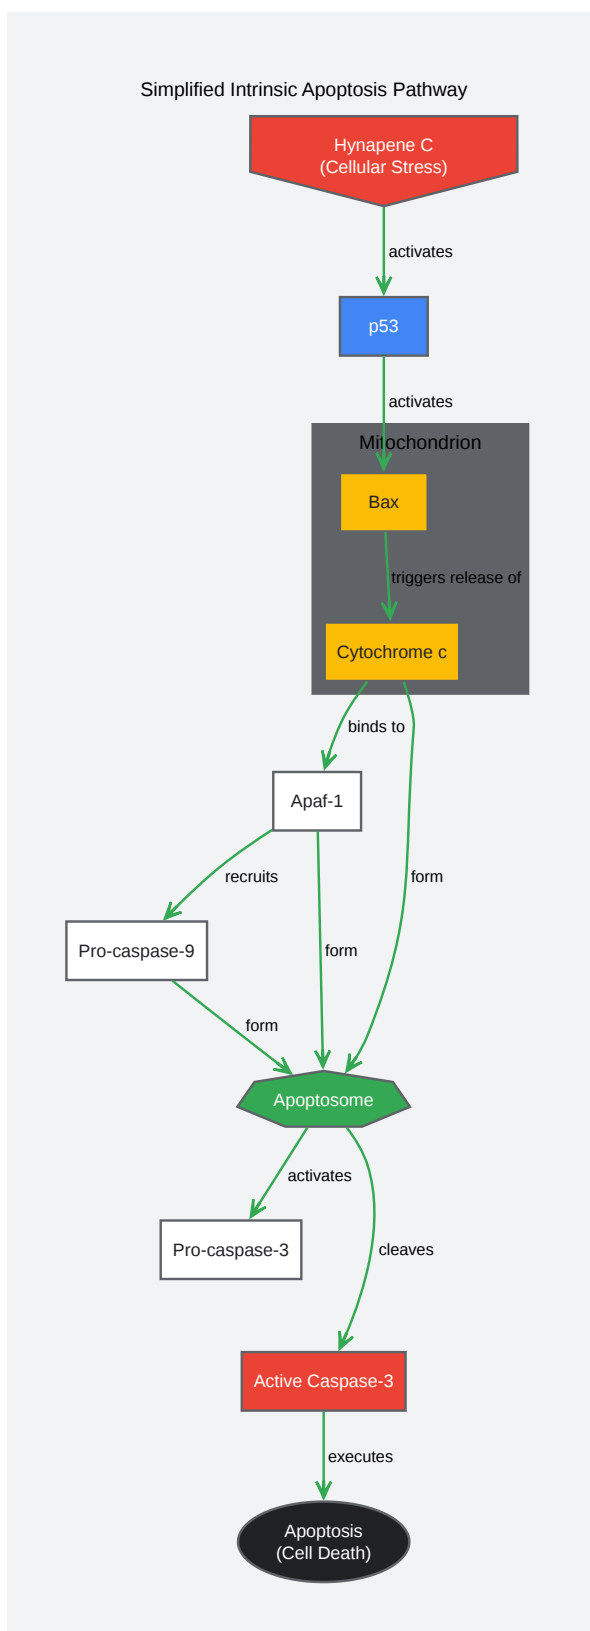 Simplified Intrinsic Apoptosis Pathway
Hynapene C
(Cellular Stress)
activates
p53
activates
Mitochondrion
Bax
triggers release of
Cytochrome c
binds to
Apaf-1
recruits
form
Pro-caspase-9
form
form
Apoptosome
activates
Pro-caspase-3
cleaves
Active Caspase-3
executes
Apoptosis
(Cell Death)